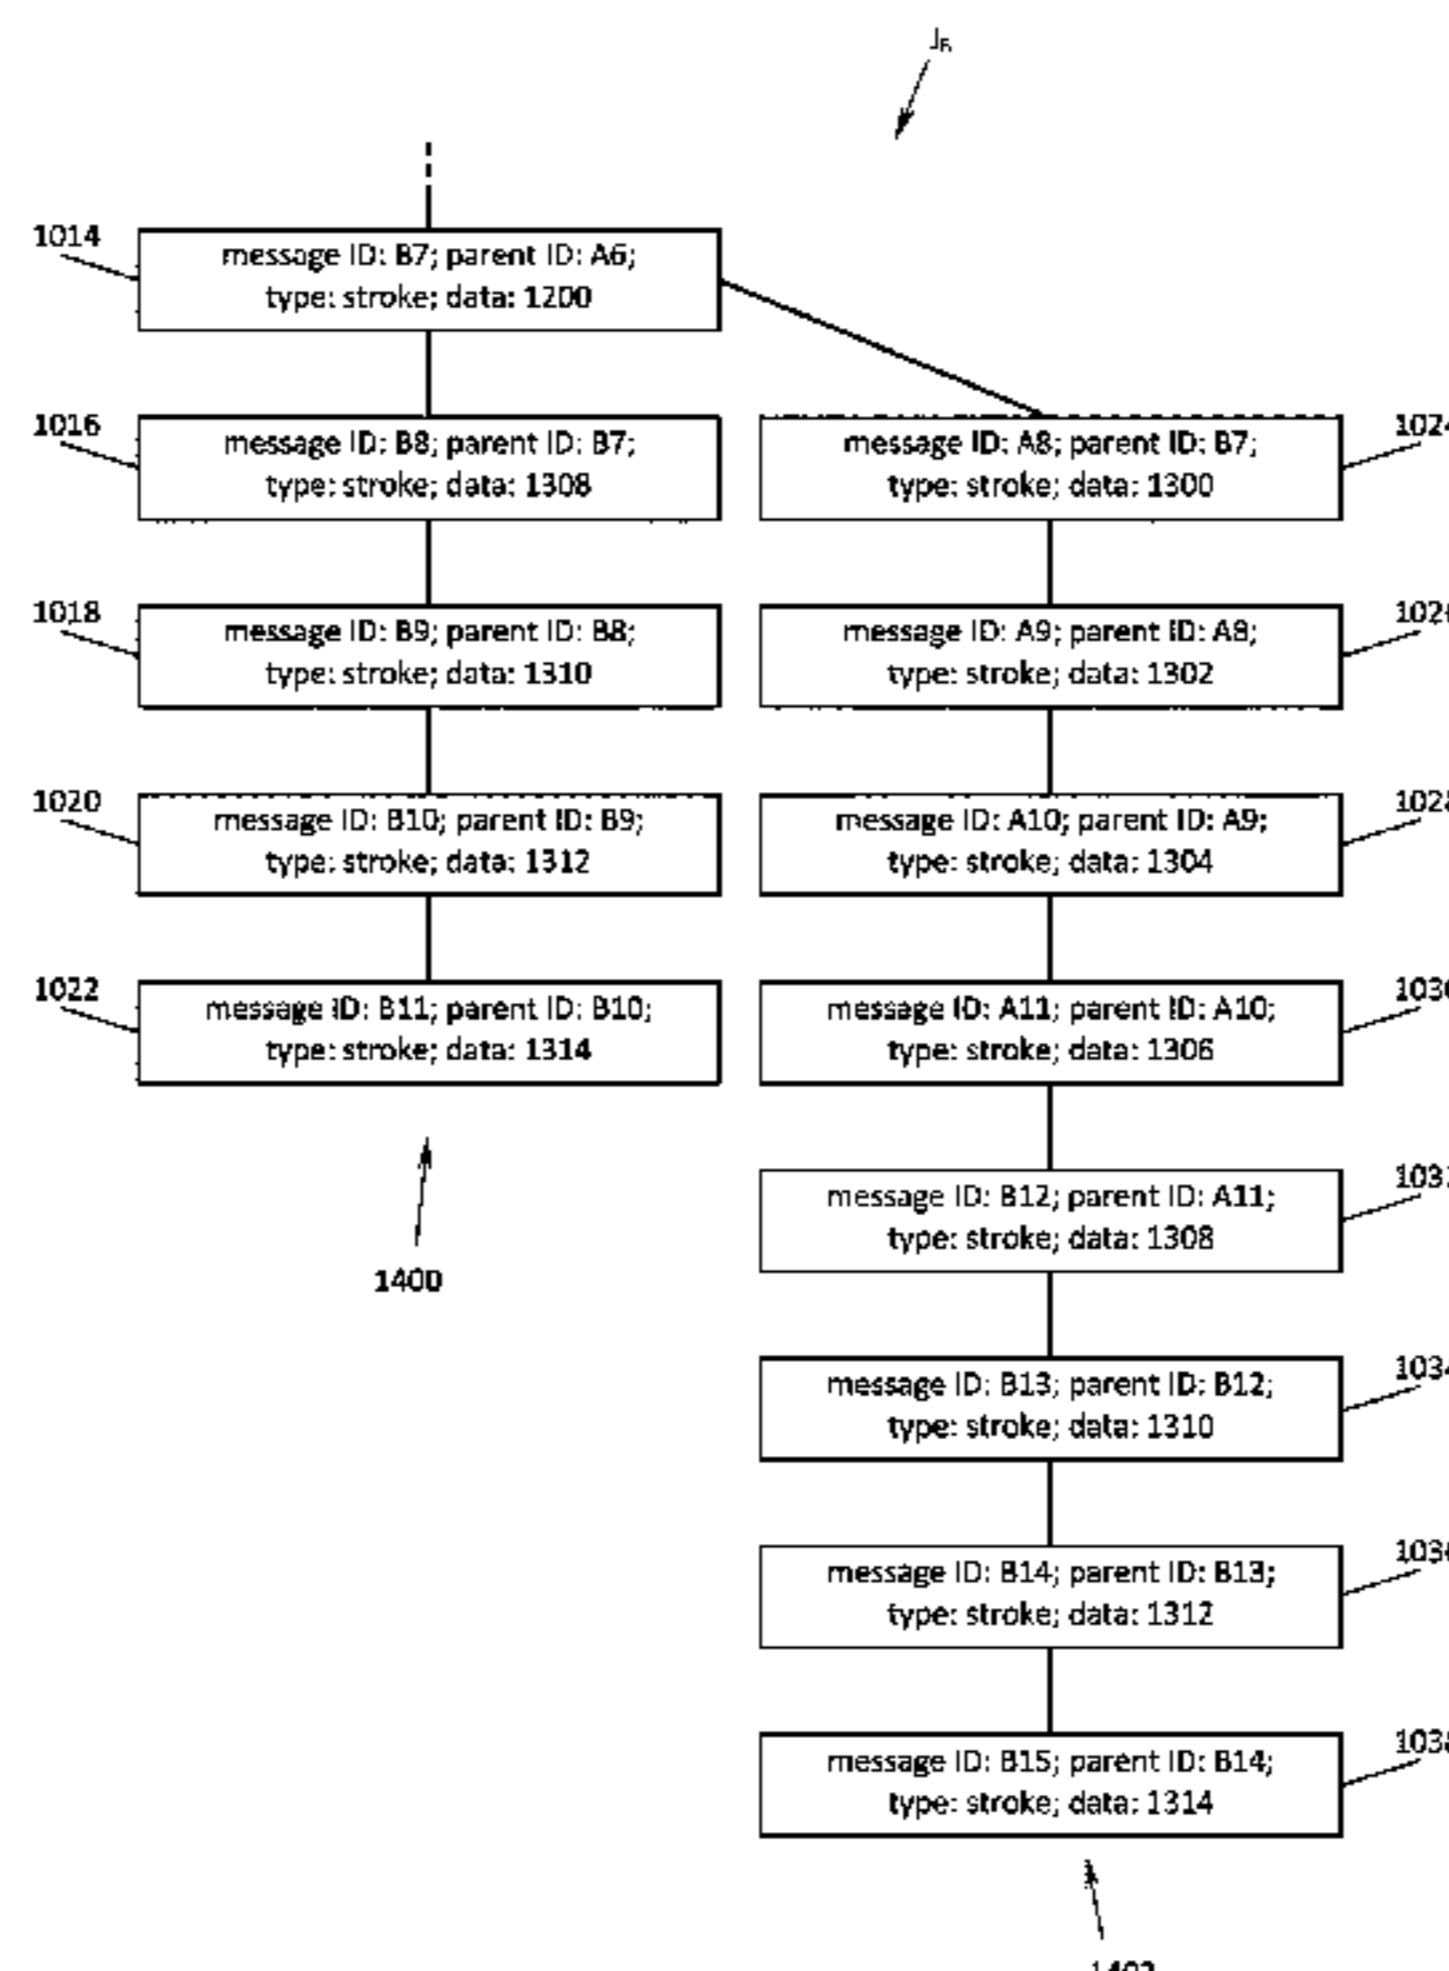 1014
message ID: B7; parent ID: A6;
type: stroke; data: 1200
1016
message ID: B8; parent ID: B7;
type: stroke; data: 1308
message ID: A8; parent ID: B7;
type: stroke; data: 1300
1018
message ID: B9; parent ID: B8;
type: stroke; data: 1310
message ID: A9; parent ID: A8;
type: stroke; data: 1302
1020
message ID: B10; parent ID: B9;
type: stroke; data: 1312
message ID: A10; parent ID: A9;
type: stroke; data: 1304
1022
message ID: B11; parent ID: B10;
type: stroke; data: 1314
message ID: A11; parent ID: A10;
type: stroke; data: 1306
message ID: B12; parent ID: A11;
type: stroke; data: 1308
1400
message ID: B13; parent ID: B12;
type: stroke; data: 1310
message ID: B14; parent ID: B13;
type: stroke; data: 1312
message ID: B15; parent ID: B14;
type: stroke; data: 1314